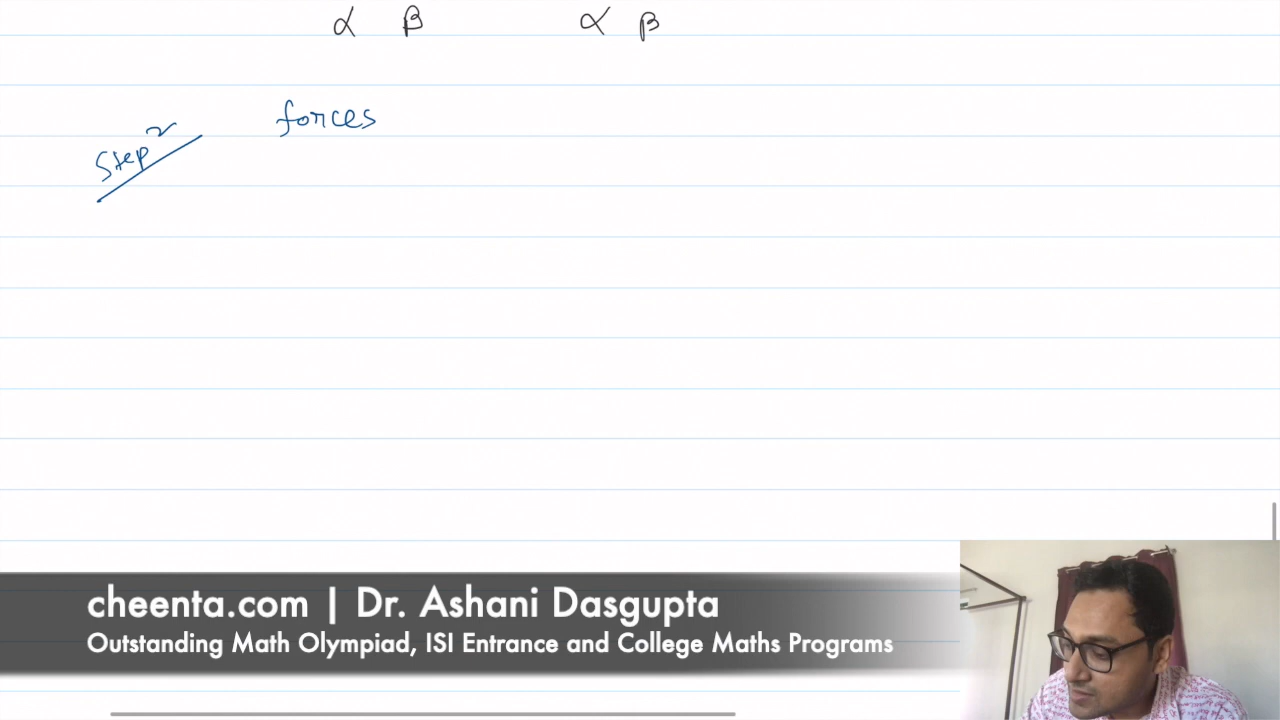 α β α β
Step 2 forces
cheenta.com | Dr. Ashani Dasgupta
Outstanding Math Olympiad, ISI Entrance and College Maths Programs